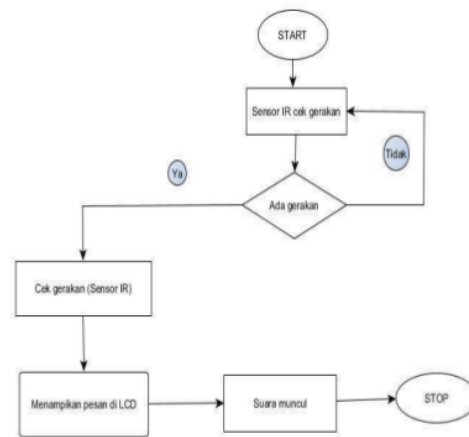 START
Sensor IR cek gerakan
Tidak
Ya
Ada gerakan
Cek gerakan (Sensor IR)
Menampikan pesan di LCD
Suara muncul
STOP